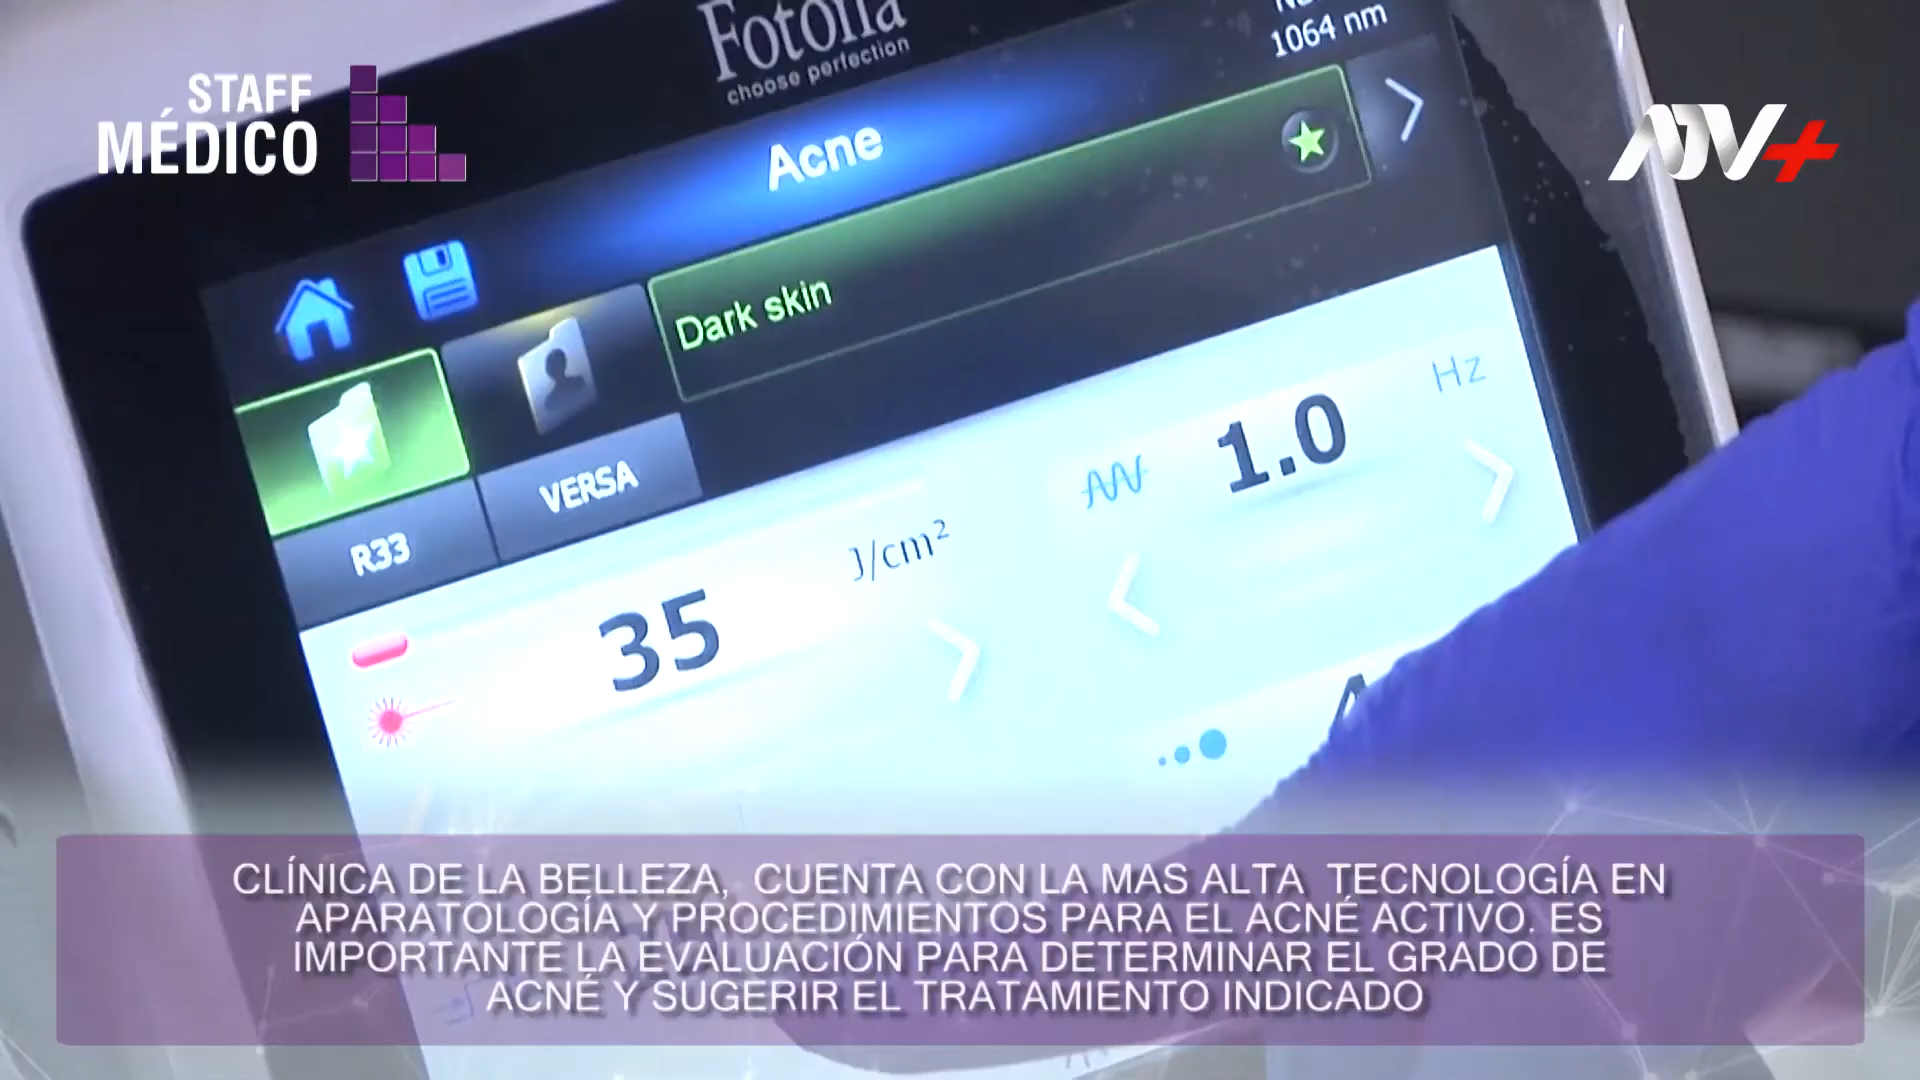 Fotona
choose perfection
1064 nm
STAFF
MÉDICO
ATV+
Acne
Dark skin
Hz
1.0
VERSA
R33
J/cm²
35
CLÍNICA DE LA BELLEZA, CUENTA CON LA MAS ALTA TECNOLOGÍA EN
APARATOLOGÍA Y PROCEDIMIENTOS PARA EL ACNÉ ACTIVO. ES
IMPORTANTE LA EVALUACIÓN PARA DETERMINAR EL GRADO DE
ACNÉ Y SUGERIR EL TRATAMIENTO INDICADO